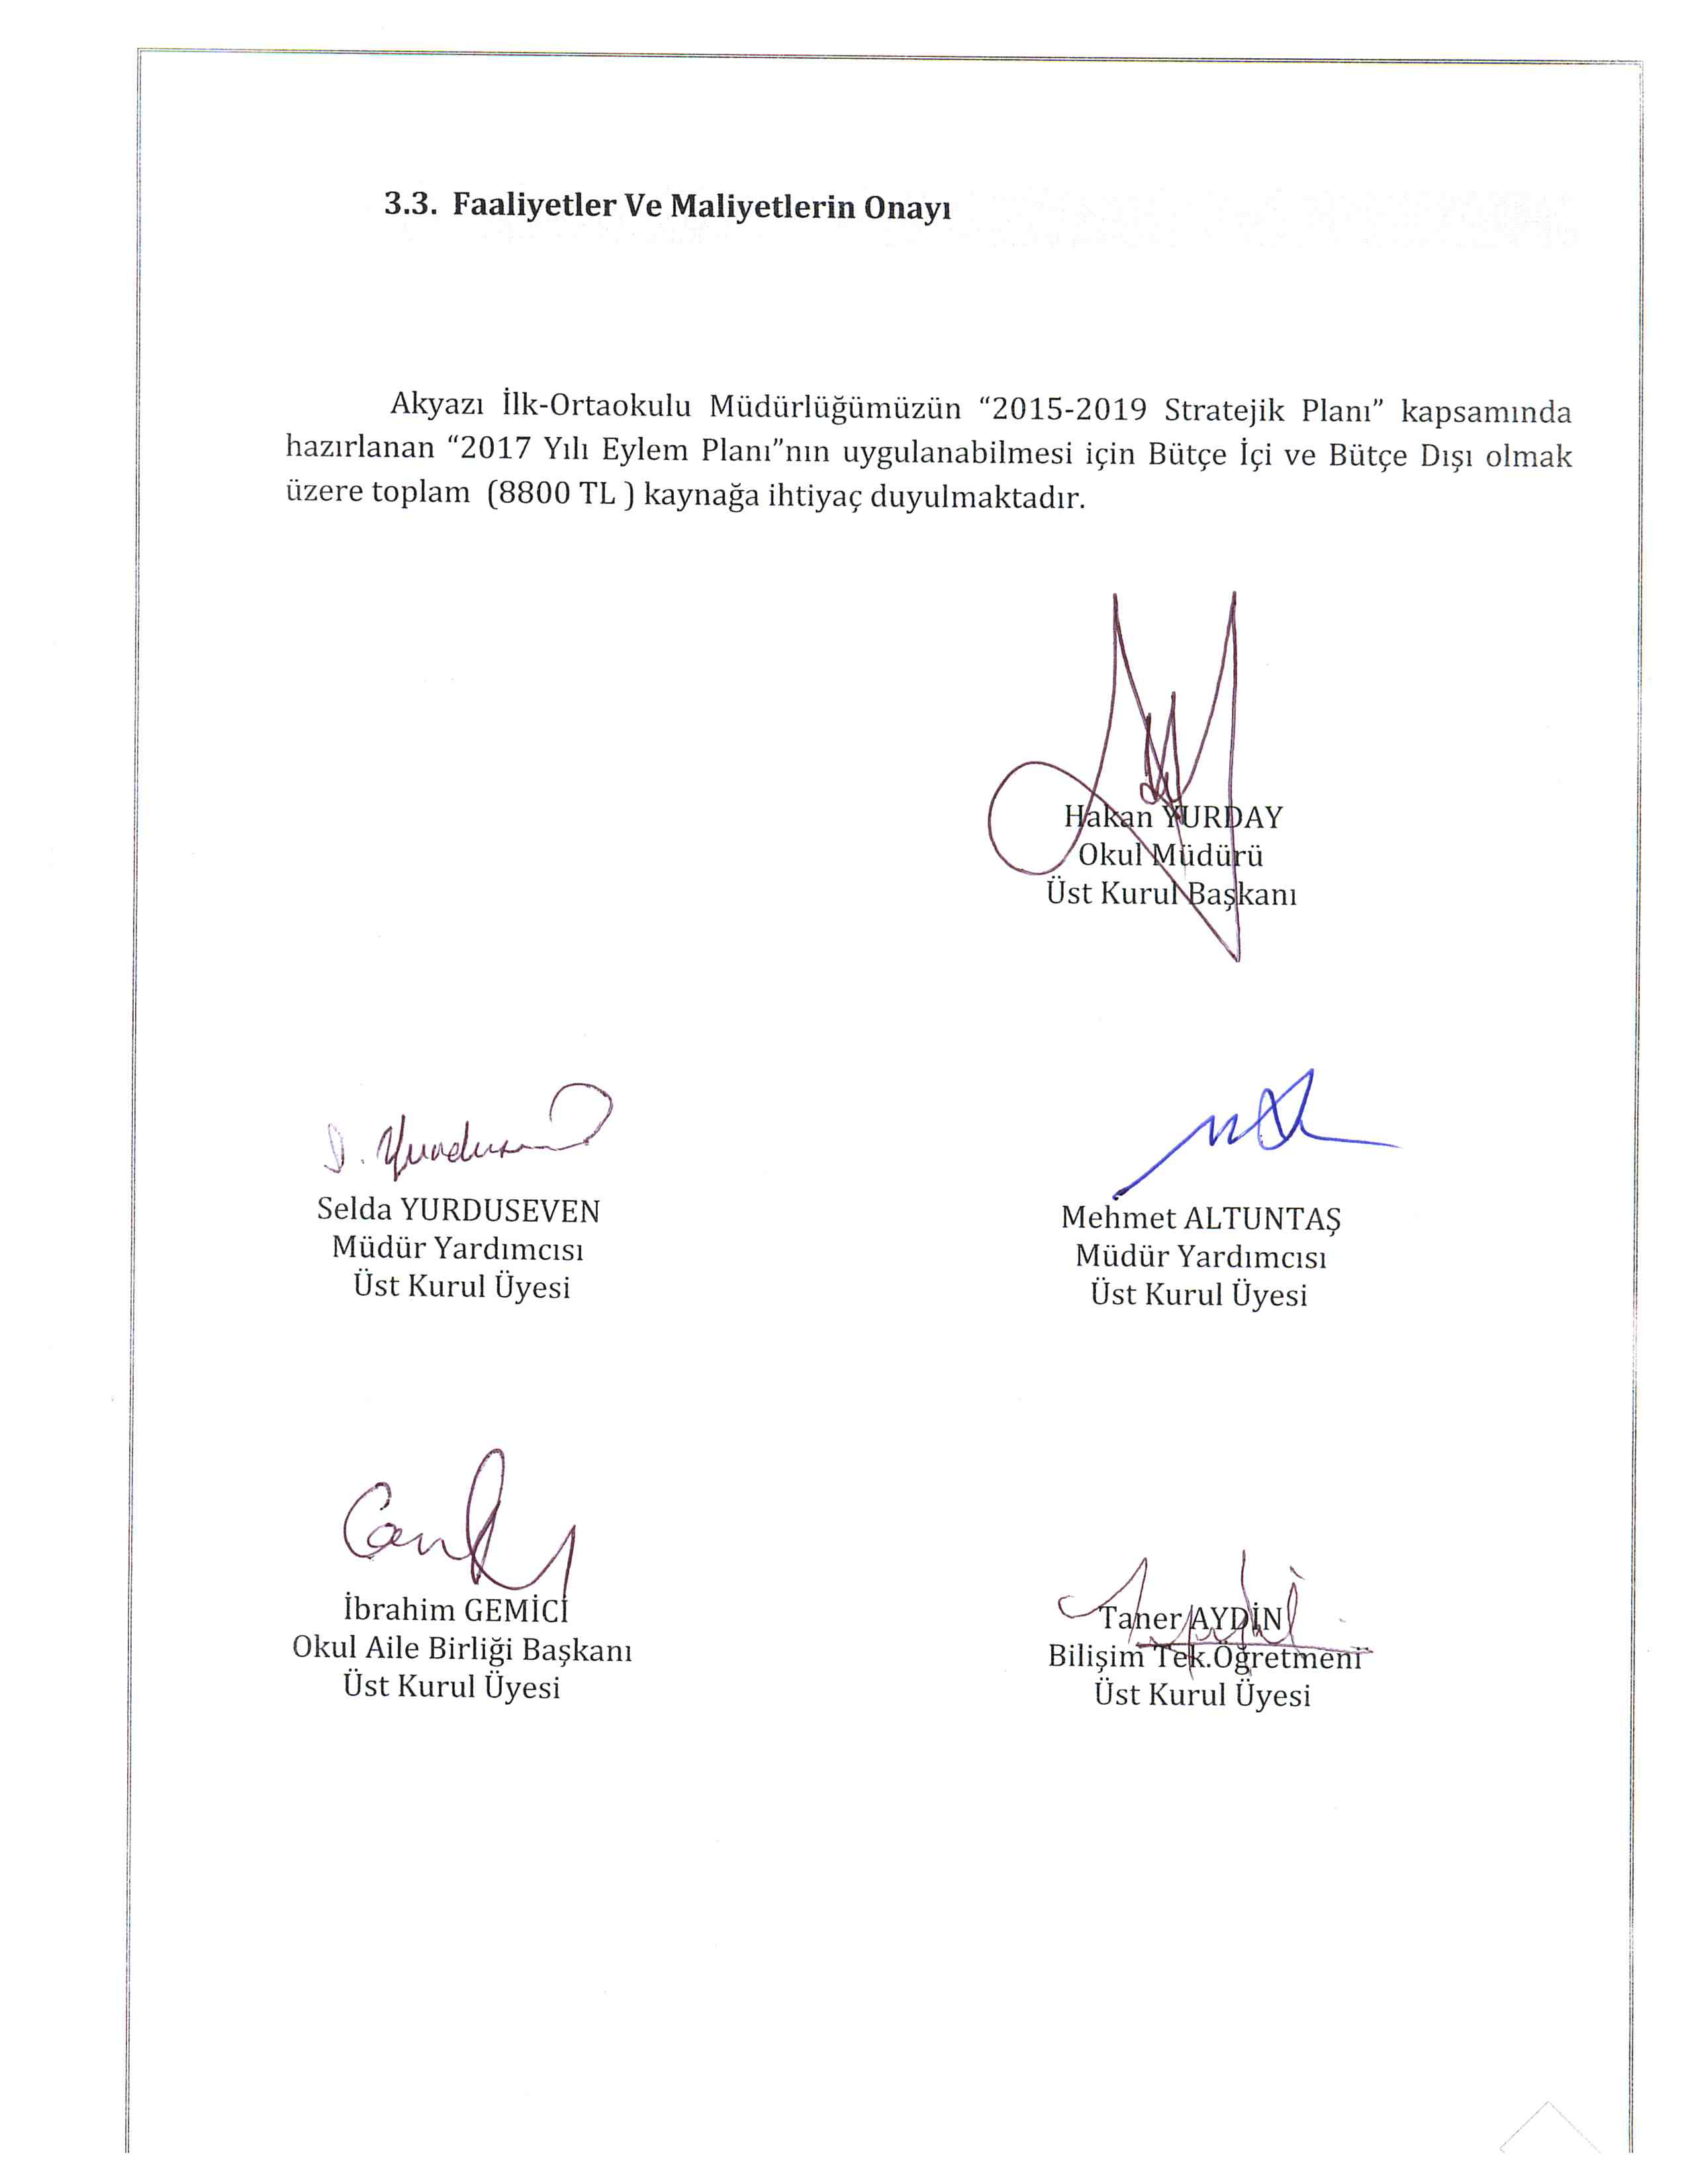 3.3. Faaliyetler Ve Maliyetlerin Onayı
Akyazı İlk-Ortaokulu Müdürlüğümüzün “2015-2019 Stratejik Planı” kapsamında
hazırlanan “2017 Yılı Eylem Planı”nın uygulanabilmesi için Bütçe İçi ve Bütçe Dışı olmak
üzere toplam (8800 TL ) kaynağa ihtiyaç duyulmaktadır.
Hakan YURDAY
Okul Müdürü
Üst Kurul Başkanı
Selda YURDUSEVEN
Müdür Yardımcısı
Üst Kurul Üyesi
Mehmet ALTUNTAŞ
Müdür Yardımcısı
Üst Kurul Üyesi
İbrahim GEMİCİ
Okul Aile Birliği Başkanı
Üst Kurul Üyesi
Taner AYDİN
Bilişim Tek.Öğretmeni
Üst Kurul Üyesi